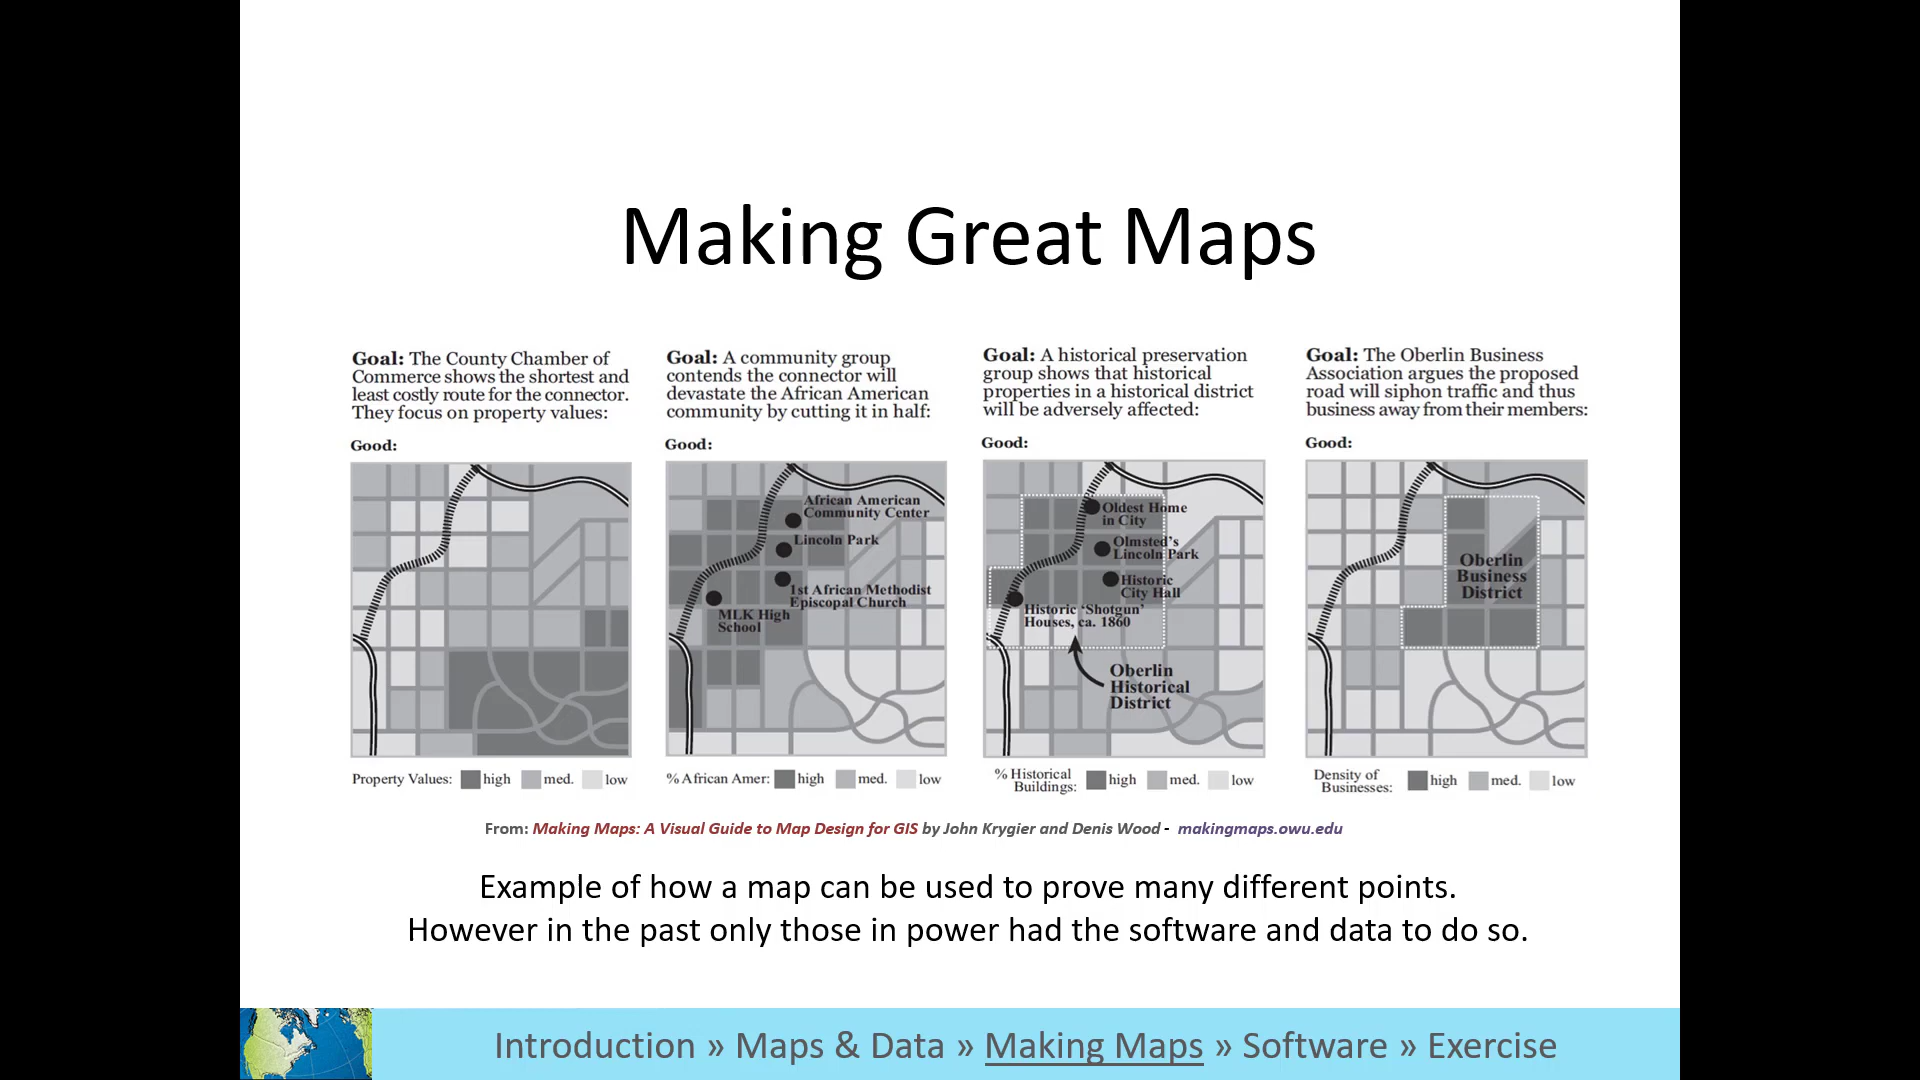 Making Great Maps
Goal: The County Chamber of
Commerce shows the shortest and
least costly route for the connector.
They focus on property values:
Good:
Property Values: high med. low
Goal: A community group
contends the connector will
devastate the African American
community by cutting it in half:
Good:
African American
Community Center
Lincoln Park
1st African Methodist
Episcopal Church
MLK High
School
% African Amer: high med. low
Goal: A historical preservation
group shows that historical
properties in a historical district
will be adversely affected:
Good:
Oldest Home
in City
Olmsted's
Lincoln Park
Historic
City Hall
Historic 'Shotgun'
Houses, ca. 1860
Oberlin
Historical
District
% Historical
Buildings: high med. low
Goal: The Oberlin Business
Association argues the proposed
road will siphon traffic and thus
business away from their members:
Good:
Oberlin
Business
District
Density of
Businesses: high med. low
From: Making Maps: A Visual Guide to Map Design for GIS by John Krygier and Denis Wood - makingmaps.owu.edu
Example of how a map can be used to prove many different points.
However in the past only those in power had the software and data to do so.
Introduction » Maps & Data » Making Maps » Software » Exercise